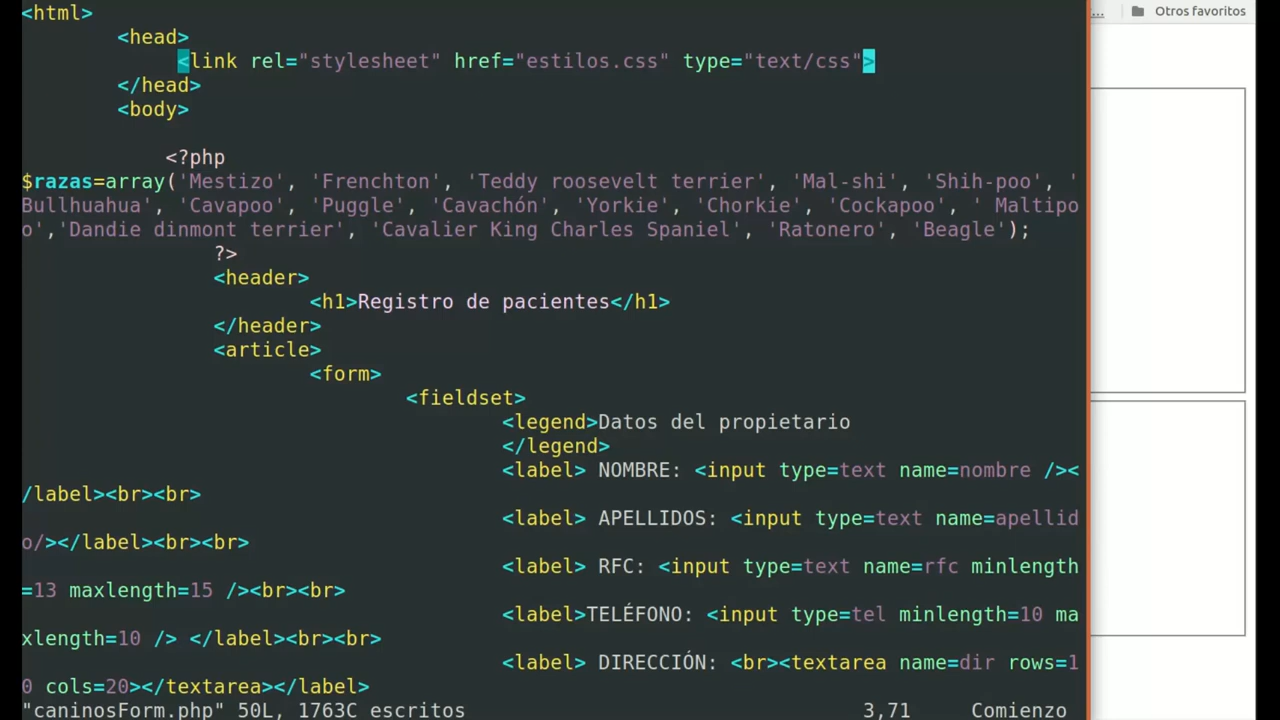 <html>
<head>
<link rel="stylesheet" href="estilos.css" type="text/css">
</head>
<body>
<?php
$razas=array('Mestizo', 'Frenchton', 'Teddy roosevelt terrier', 'Mal-shi', 'Shih-poo', '
Bullhuahua', 'Cavapoo', 'Puggle', 'Cavachón', 'Yorkie', 'Chorkie', 'Cockapoo', ' Maltipo
o','Dandie dinmont terrier', 'Cavalier King Charles Spaniel', 'Ratonero', 'Beagle');
?>
<header>
<h1>Registro de pacientes</h1>
</header>
<article>
<form>
<fieldset>
<legend>Datos del propietario
</legend>
<label> NOMBRE: <input type=text name=nombre /><
/label><br><br>
<label> APELLIDOS: <input type=text name=apellid
o/></label><br><br>
<label> RFC: <input type=text name=rfc minlength
=13 maxlength=15 /><br><br>
<label>TELÉFONO: <input type=tel minlength=10 ma
xlength=10 /> </label><br><br>
<label> DIRECCIÓN: <br><textarea name=dir rows=1
0 cols=20></textarea></label>
"caninosForm.php" 50L, 1763C escritos 3,71 Comienzo
... Otros favoritos